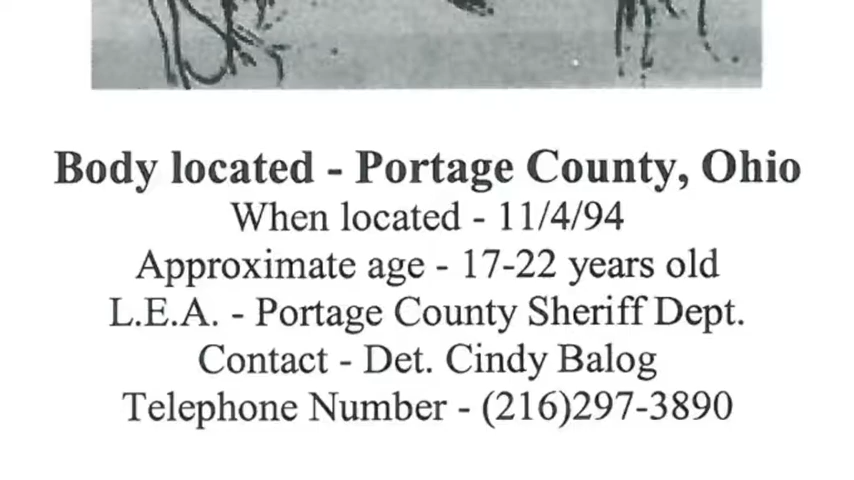 Body located - Portage County, Ohio
When located - 11/4/94
Approximate age - 17-22 years old
L.E.A. - Portage County Sheriff Dept.
Contact - Det. Cindy Balog
Telephone Number - (216)297-3890